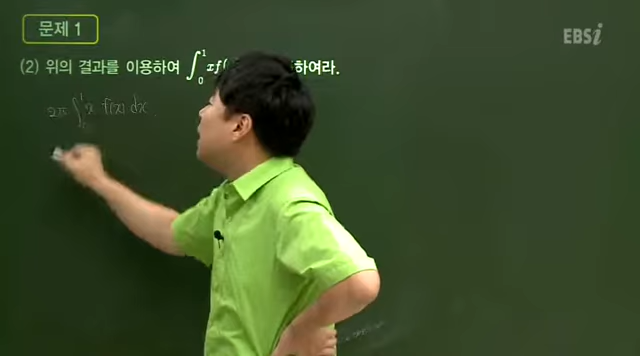 문제 1
EBSi
(2) 위의 결과를 이용하여 ∫₀¹ xf( 하여라.
2π ∫ x f(x) dx